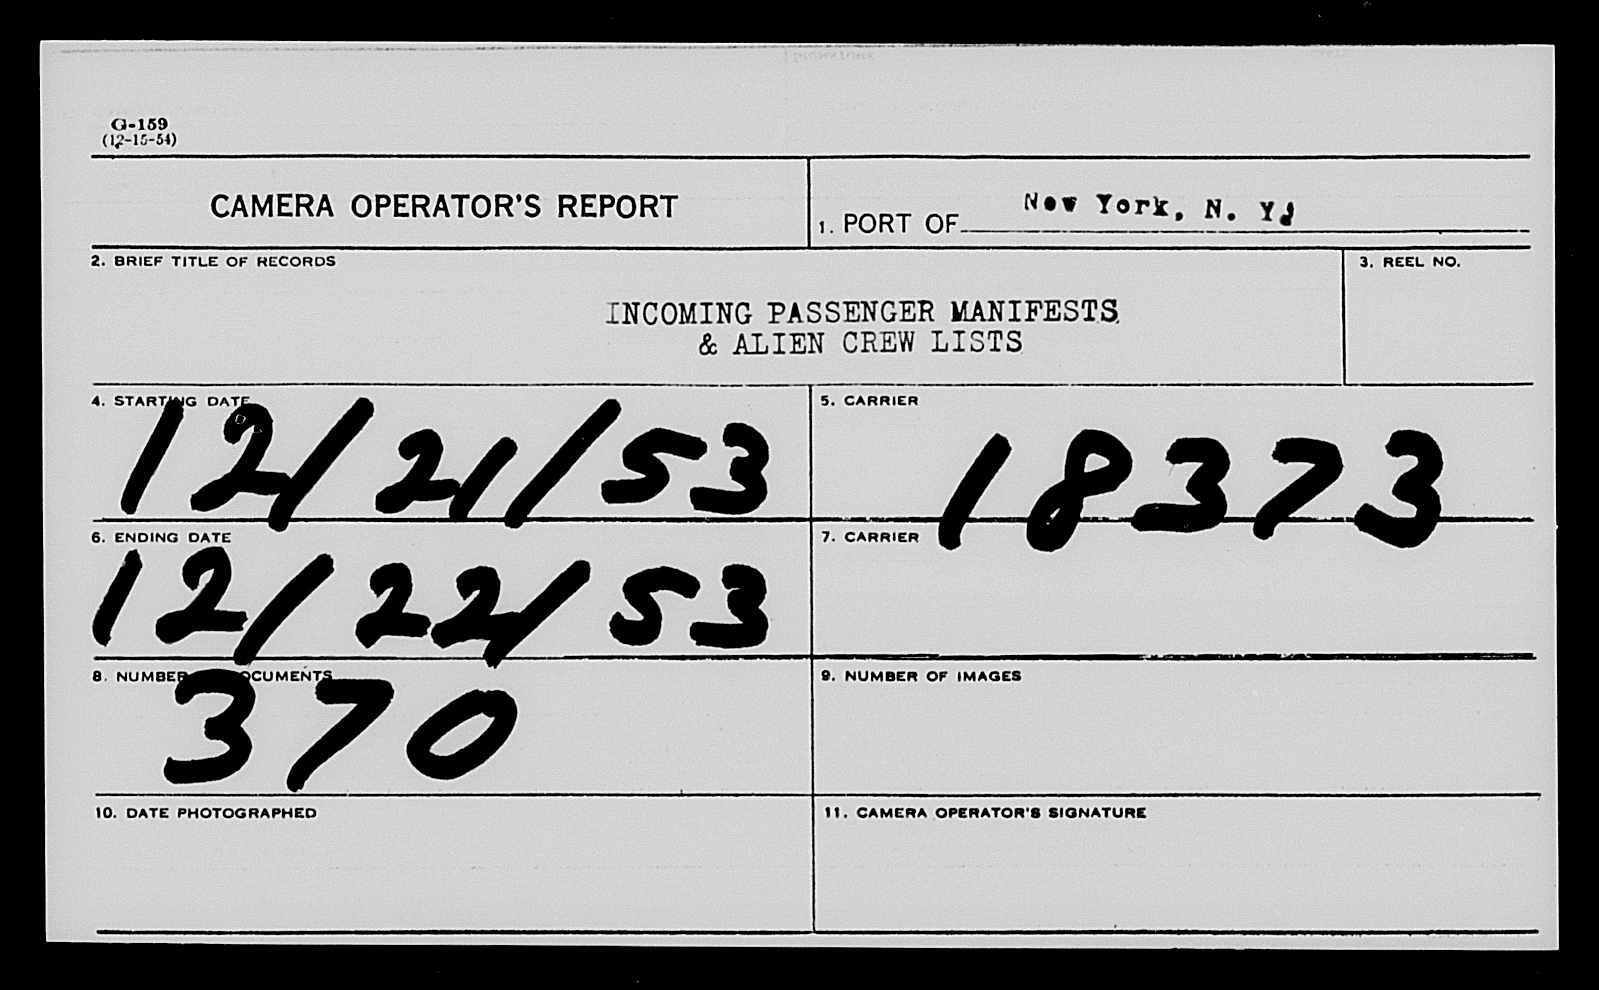 G-159
(12-15-54)
CAMERA OPERATOR'S REPORT
1. PORT OF New York, N. Y.
2. BRIEF TITLE OF RECORDS
3. REEL NO.
INCOMING PASSENGER MANIFESTS
& ALIEN CREW LISTS
4. STARTING DATE
12/21/53
5. CARRIER
18373
6. ENDING DATE
12/22/53
7. CARRIER
8. NUMBER DOCUMENTS
370
9. NUMBER OF IMAGES
10. DATE PHOTOGRAPHED
11. CAMERA OPERATOR'S SIGNATURE